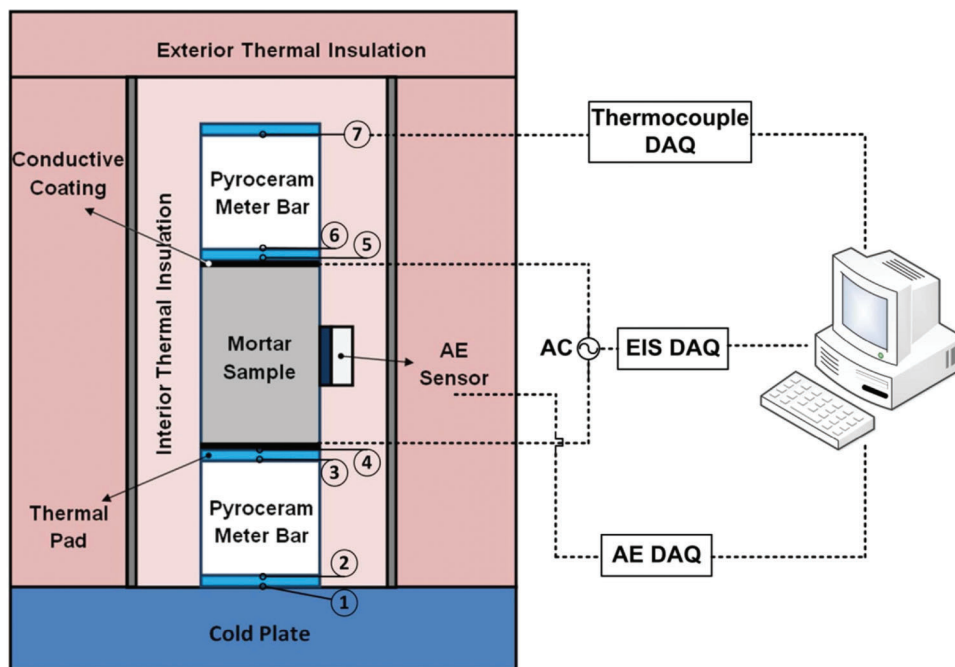 Exterior Thermal Insulation
Thermocouple
DAQ
7
Conductive
Coating
Pyroceram
Meter Bar
6
5
Interior Thermal Insulation
Mortar
Sample
AE
Sensor
AC
EIS DAQ
4
3
Thermal
Pad
Pyroceram
Meter Bar
AE DAQ
2
1
Cold Plate